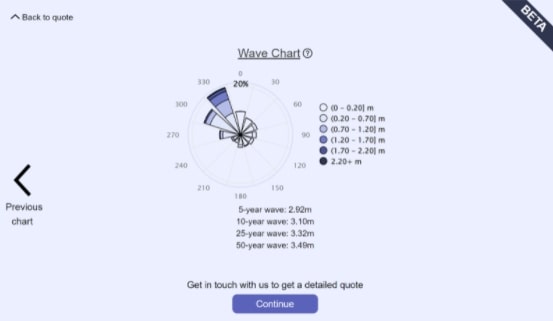 Back to quote
BETA
Wave Chart
0
20%
30
60
90
120
150
180
210
240
270
300
330
(0 - 0.20] m
(0.20 - 0.70] m
(0.70 - 1.20] m
(1.20 - 1.70] m
(1.70 - 2.20] m
2.20+ m
Previous
chart
5-year wave: 2.92m
10-year wave: 3.10m
25-year wave: 3.32m
50-year wave: 3.49m
Get in touch with us to get a detailed quote
Continue